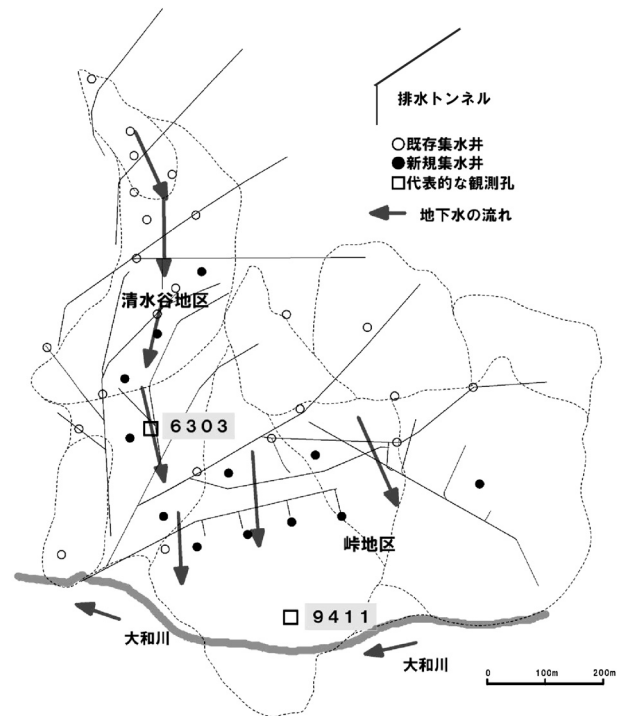 排水トンネル
○既存集水井
●新規集水井
□代表的な観測孔
地下水の流れ
清水谷地区
6303
峠地区
9411
大和川
大和川
0 100m 200m